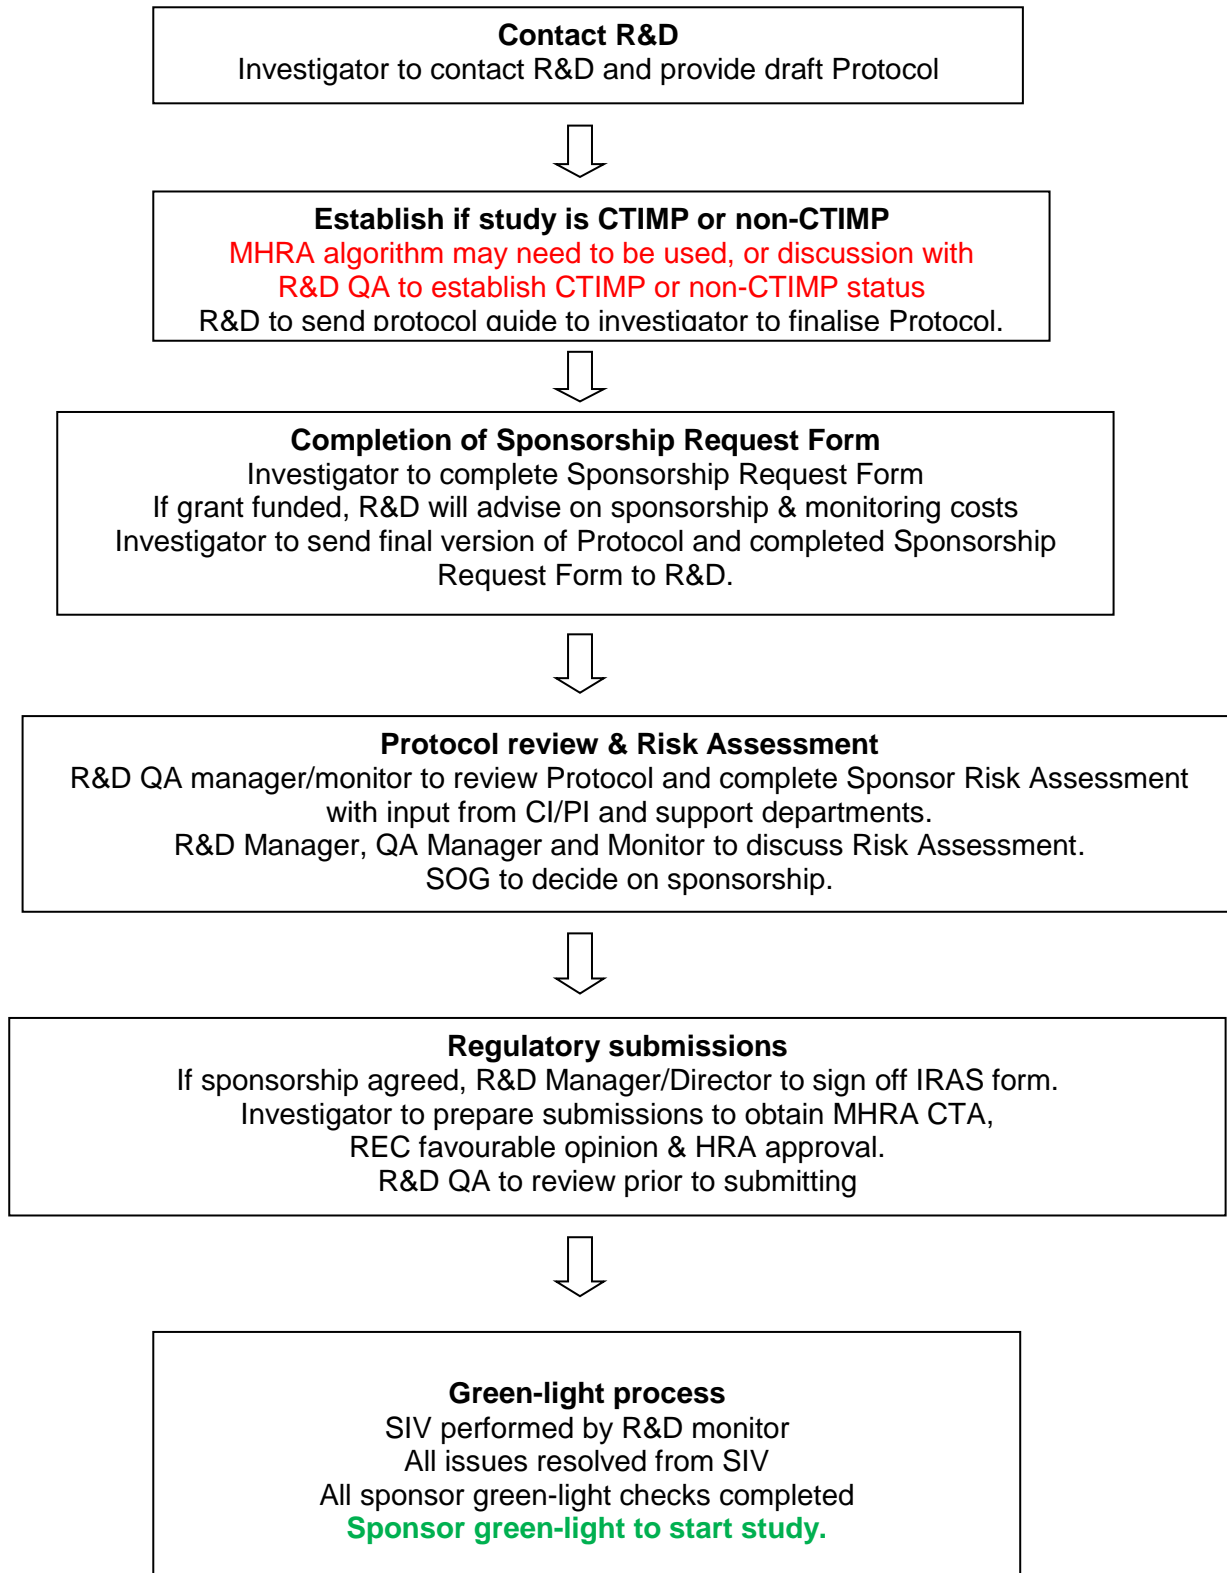 Contact R&D
Investigator to contact R&D and provide draft Protocol
Establish if study is CTIMP or non-CTIMP
MHRA algorithm may need to be used, or discussion with
R&D QA to establish CTIMP or non-CTIMP status
R&D to send protocol guide to investigator to finalise Protocol.
Completion of Sponsorship Request Form
Investigator to complete Sponsorship Request Form
If grant funded, R&D will advise on sponsorship & monitoring costs
Investigator to send final version of Protocol and completed Sponsorship
Request Form to R&D.
Protocol review & Risk Assessment
R&D QA manager/monitor to review Protocol and complete Sponsor Risk Assessment
with input from CI/PI and support departments.
R&D Manager, QA Manager and Monitor to discuss Risk Assessment.
SOG to decide on sponsorship.
Regulatory submissions
If sponsorship agreed, R&D Manager/Director to sign off IRAS form.
Investigator to prepare submissions to obtain MHRA CTA,
REC favourable opinion & HRA approval.
R&D QA to review prior to submitting
Green-light process
SIV performed by R&D monitor
All issues resolved from SIV
All sponsor green-light checks completed
Sponsor green-light to start study.